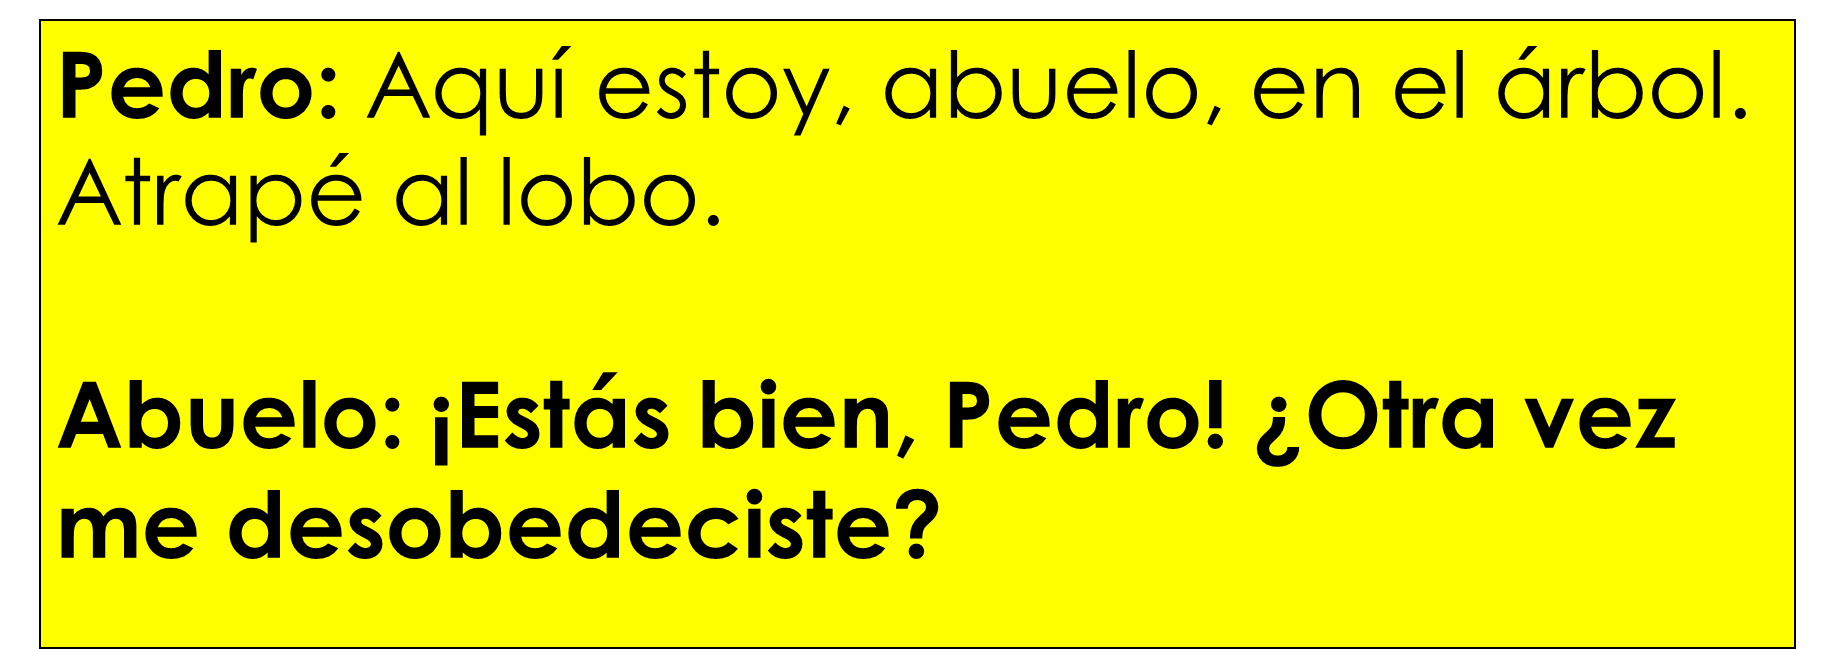 Pedro: Aquí estoy, abuelo, en el árbol.
Atrapé al lobo.
Abuelo: ¡Estás bien, Pedro! ¿Otra vez
me desobedeciste?